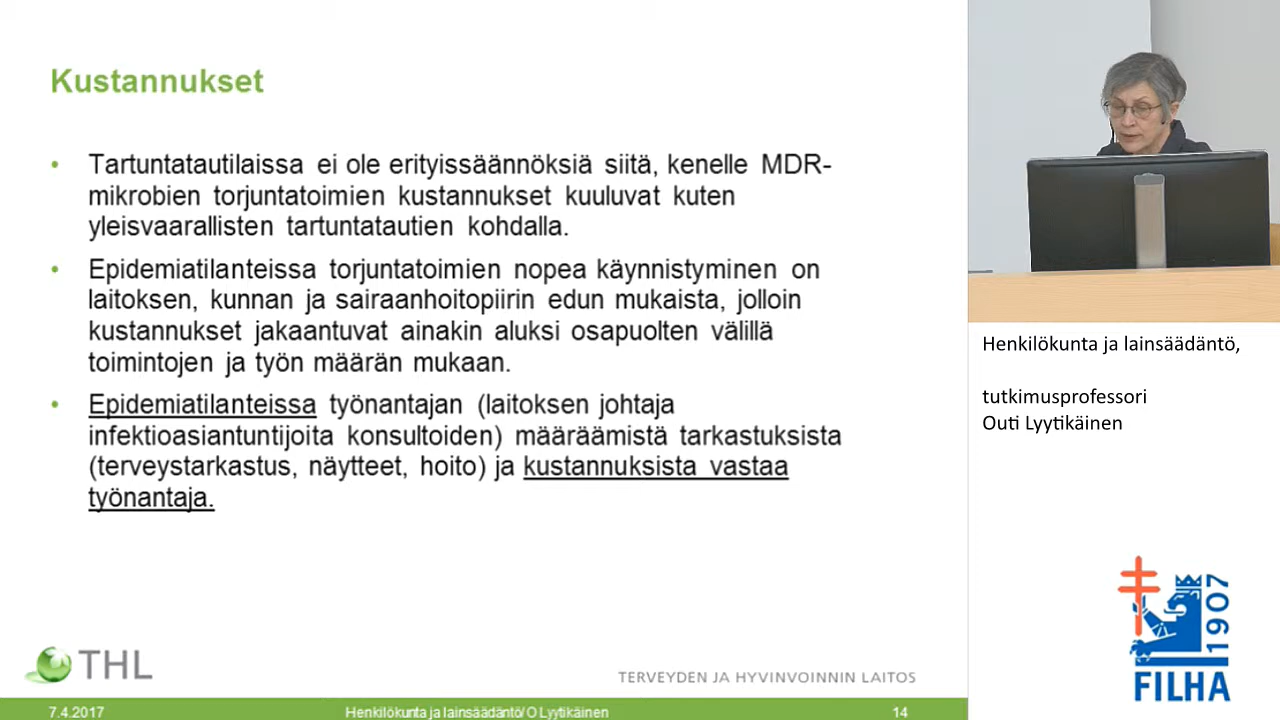 Kustannukset
• Tartuntatautilaissa ei ole erityissäännöksiä siitä, kenelle MDR-
mikrobien torjuntatoimien kustannukset kuuluvat kuten
yleisvaarallisten tartuntatautien kohdalla.
• Epidemiatilanteissa torjuntatoimien nopea käynnistyminen on
laitoksen, kunnan ja sairaanhoitopiirin edun mukaista, jolloin
kustannukset jakaantuvat ainakin aluksi osapuolten välillä
toimintojen ja työn määrän mukaan.
• Epidemiatilanteissa työnantajan (laitoksen johtaja
infektioasiantuntijoita konsultoiden) määräämistä tarkastuksista
(terveystarkastus, näytteet, hoito) ja kustannuksista vastaa
työnantaja.
THL
TERVEYDEN JA HYVINVOINNIN LAITOS
7.4.2017
Henkilökunta ja lainsäädäntö/ O Lyytikäinen
14
Henkilökunta ja lainsäädäntö,
tutkimusprofessori
Outi Lyytikäinen
1907
FILHA